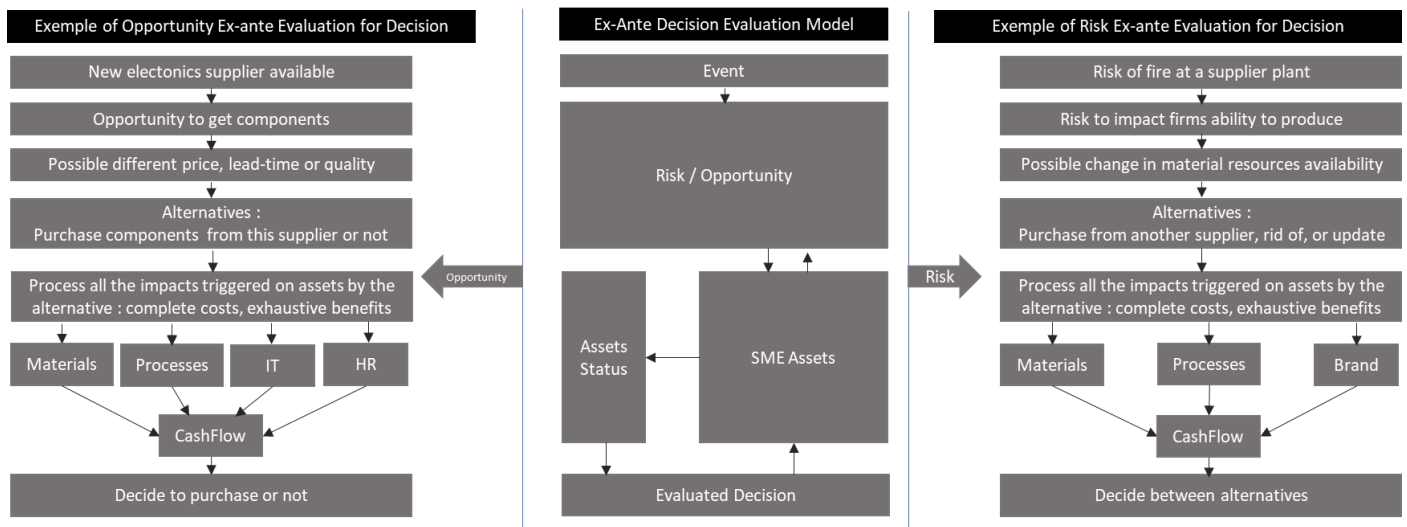 Exemple of Opportunity Ex-ante Evaluation for Decision
New electonics supplier available
Opportunity to get components
Possible different price, lead-time or quality
Alternatives :
Purchase components from this supplier or not
Process all the impacts triggered on assets by the
alternative : complete costs, exhaustive benefits
Materials
Processes
IT
HR
CashFlow
Decide to purchase or not
Opportunity
Ex-Ante Decision Evaluation Model
Event
Risk / Opportunity
Assets
Status
SME Assets
Evaluated Decision
Risk
Exemple of Risk Ex-ante Evaluation for Decision
Risk of fire at a supplier plant
Risk to impact firms ability to produce
Possible change in material resources availability
Alternatives :
Purchase from another supplier, rid of, or update
Process all the impacts triggered on assets by the
alternative : complete costs, exhaustive benefits
Materials
Processes
Brand
CashFlow
Decide between alternatives